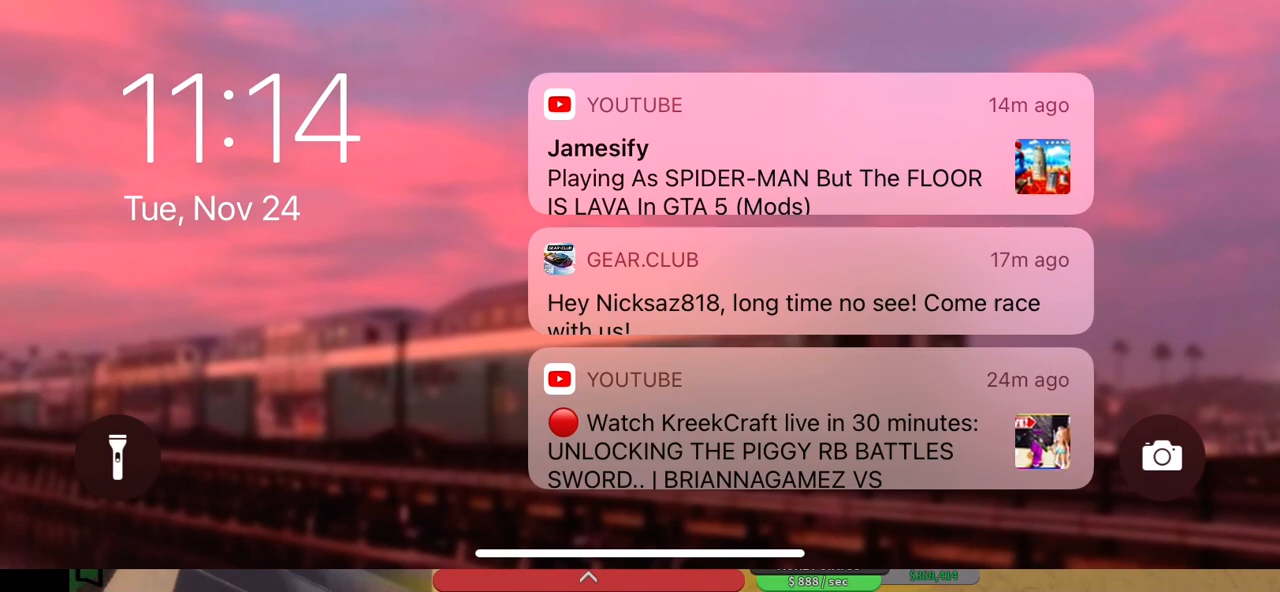 11:14
Tue, Nov 24
YOUTUBE
14m ago
Jamesify
Playing As SPIDER-MAN But The FLOOR
IS LAVA In GTA 5 (Mods)
GEAR.CLUB
17m ago
Hey Nicksaz818, long time no see! Come race
with us!
YOUTUBE
24m ago
🔴 Watch KreekCraft live in 30 minutes:
UNLOCKING THE PIGGY RB BATTLES
SWORD.. | BRIANNAGAMEZ VS
$ 888 / sec